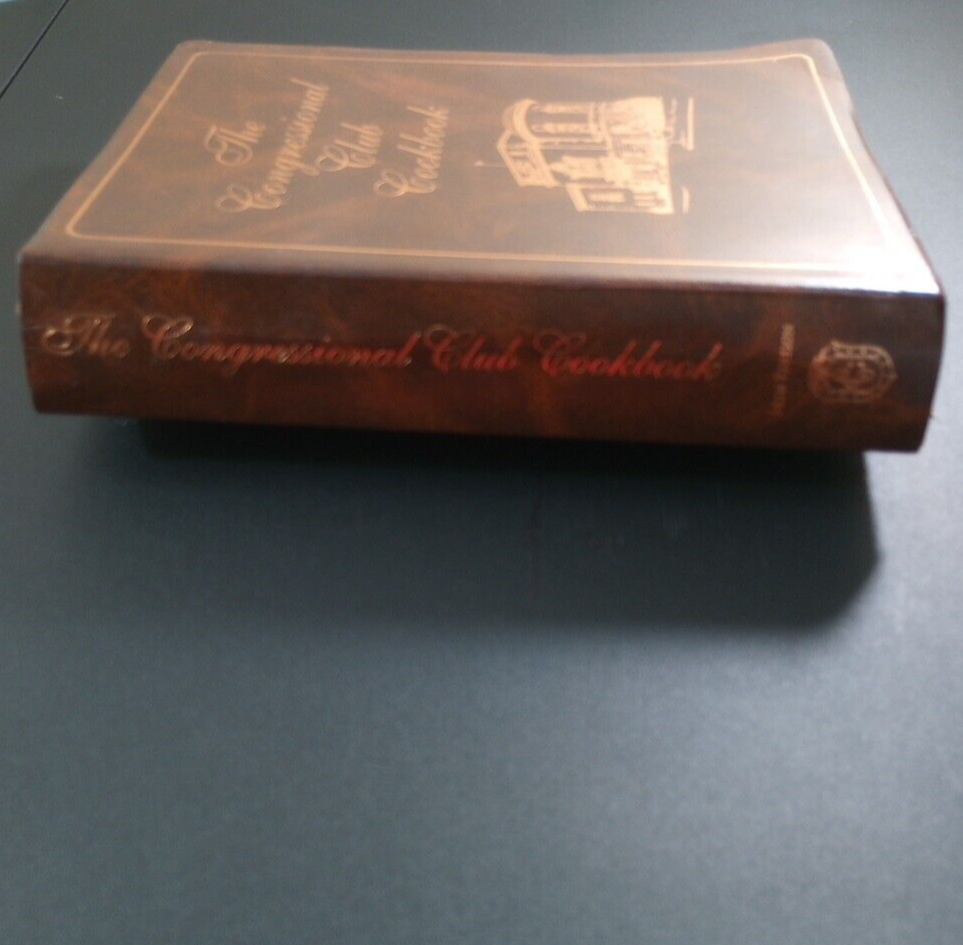 The
Congressional
Club
Cookbook
The Congressional Club Cookbook